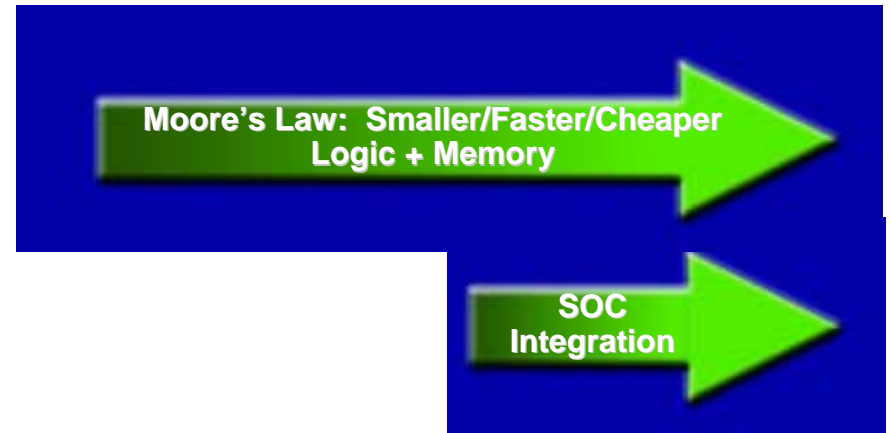 Moore’s Law:  Smaller/Faster/Cheaper
Logic + Memory
SOC
Integration